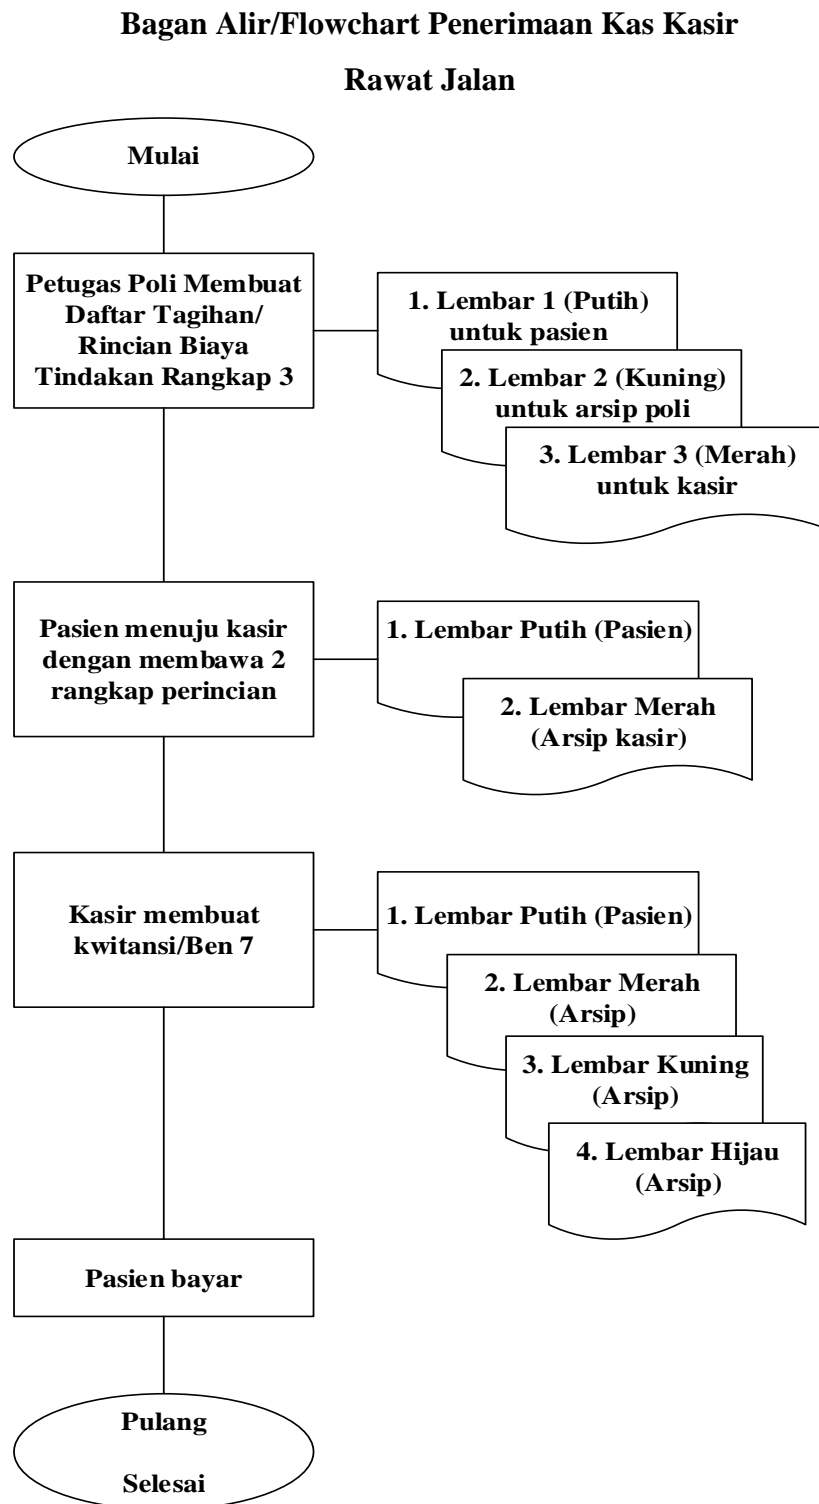 Bagan Alir/Flowchart Penerimaan Kas Kasir
Rawat Jalan
Mulai
Petugas Poli Membuat
Daftar Tagihan/
Rincian Biaya
Tindakan Rangkap 3
1. Lembar 1 (Putih)
untuk pasien
2. Lembar 2 (Kuning)
untuk arsip poli
3. Lembar 3 (Merah)
untuk kasir
Pasien menuju kasir
dengan membawa 2
rangkap perincian
1. Lembar Putih (Pasien)
2. Lembar Merah
(Arsip kasir)
Kasir membuat
kwitansi/Ben 7
1. Lembar Putih (Pasien)
2. Lembar Merah
(Arsip)
3. Lembar Kuning
(Arsip)
4. Lembar Hijau
(Arsip)
Pasien bayar
Pulang
Selesai